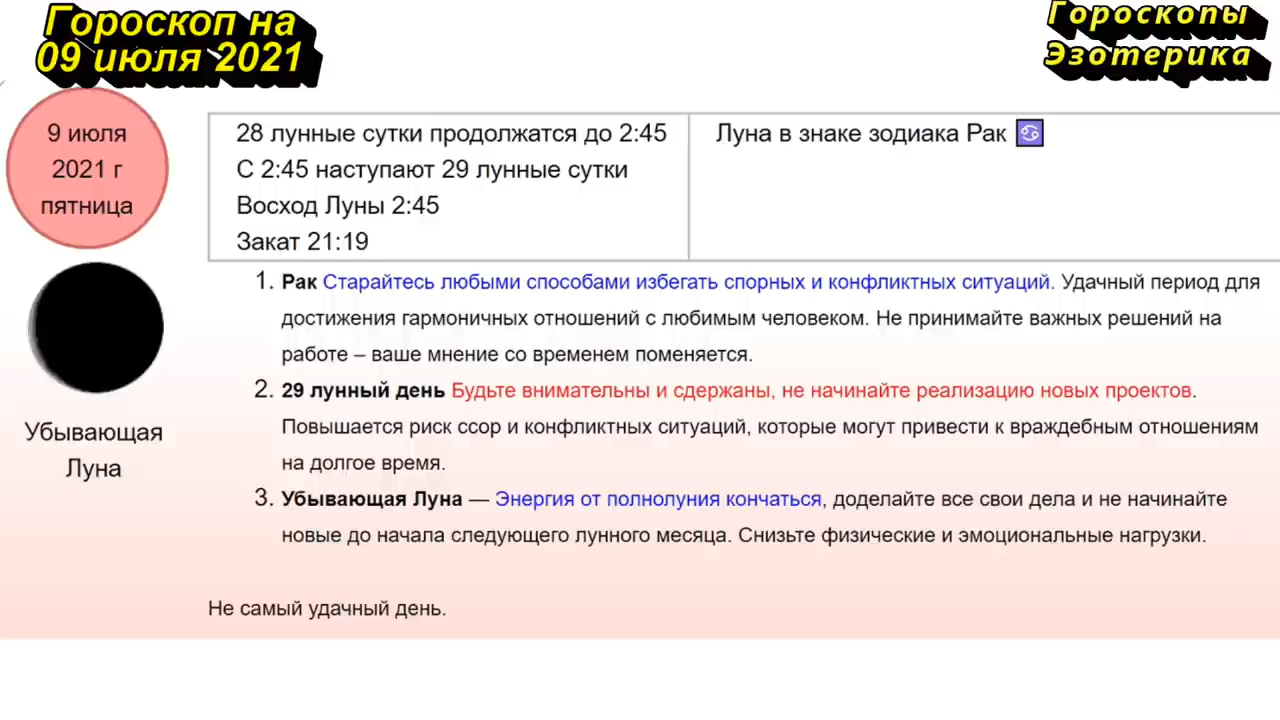 Гороскоп на
09 июля 2021
Гороскопы
Эзотерика
9 июля
2021 г
пятница
28 лунные сутки продолжатся до 2:45
С 2:45 наступают 29 лунные сутки
Восход Луны 2:45
Закат 21:19
Луна в знаке зодиака Рак ♋
Убывающая
Луна
1. Рак Старайтесь любыми способами избегать спорных и конфликтных ситуаций. Удачный период для
достижения гармоничных отношений с любимым человеком. Не принимайте важных решений на
работе – ваше мнение со временем поменяется.
2. 29 лунный день Будьте внимательны и сдержаны, не начинайте реализацию новых проектов.
Повышается риск ссор и конфликтных ситуаций, которые могут привести к враждебным отношениям
на долгое время.
3. Убывающая Луна — Энергия от полнолуния кончаться, доделайте все свои дела и не начинайте
новые до начала следующего лунного месяца. Снизьте физические и эмоциональные нагрузки.
Не самый удачный день.